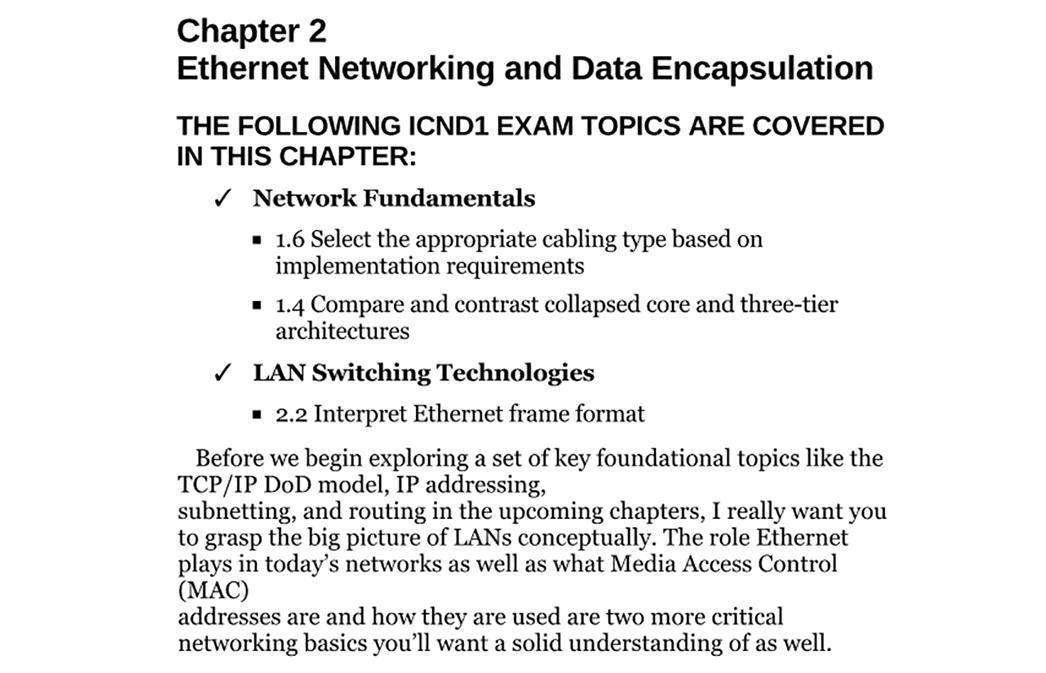 Chapter 2
Ethernet Networking and Data Encapsulation
THE FOLLOWING ICND1 EXAM TOPICS ARE COVERED
IN THIS CHAPTER:
✓ Network Fundamentals
▪ 1.6 Select the appropriate cabling type based on
implementation requirements
▪ 1.4 Compare and contrast collapsed core and three-tier
architectures
✓ LAN Switching Technologies
▪ 2.2 Interpret Ethernet frame format
Before we begin exploring a set of key foundational topics like the
TCP/IP DoD model, IP addressing,
subnetting, and routing in the upcoming chapters, I really want you
to grasp the big picture of LANs conceptually. The role Ethernet
plays in today’s networks as well as what Media Access Control
(MAC)
addresses are and how they are used are two more critical
networking basics you’ll want a solid understanding of as well.